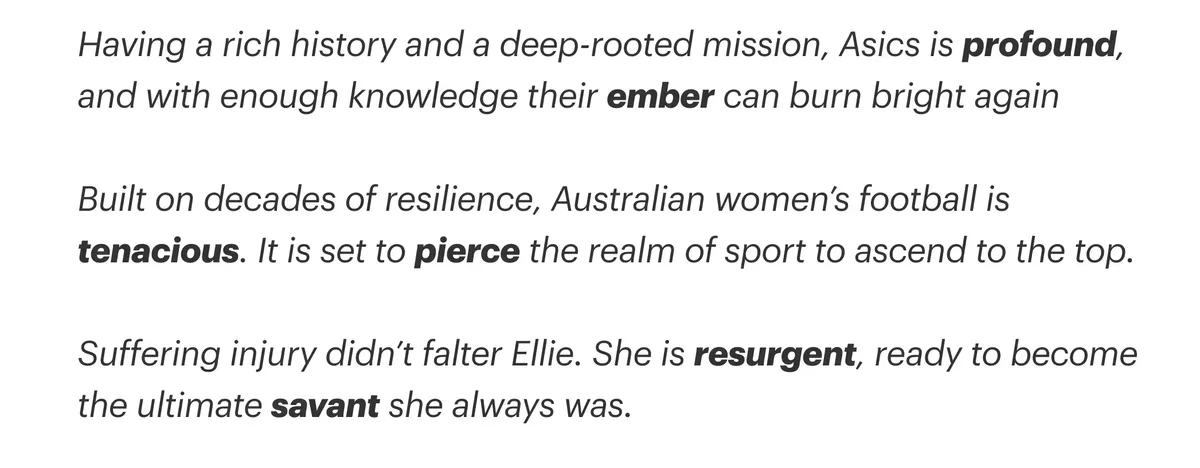 Having a rich history and a deep-rooted mission, Asics is profound,
and with enough knowledge their ember can burn bright again
Built on decades of resilience, Australian women’s football is
tenacious. It is set to pierce the realm of sport to ascend to the top.
Suffering injury didn’t falter Ellie. She is resurgent, ready to become
the ultimate savant she always was.